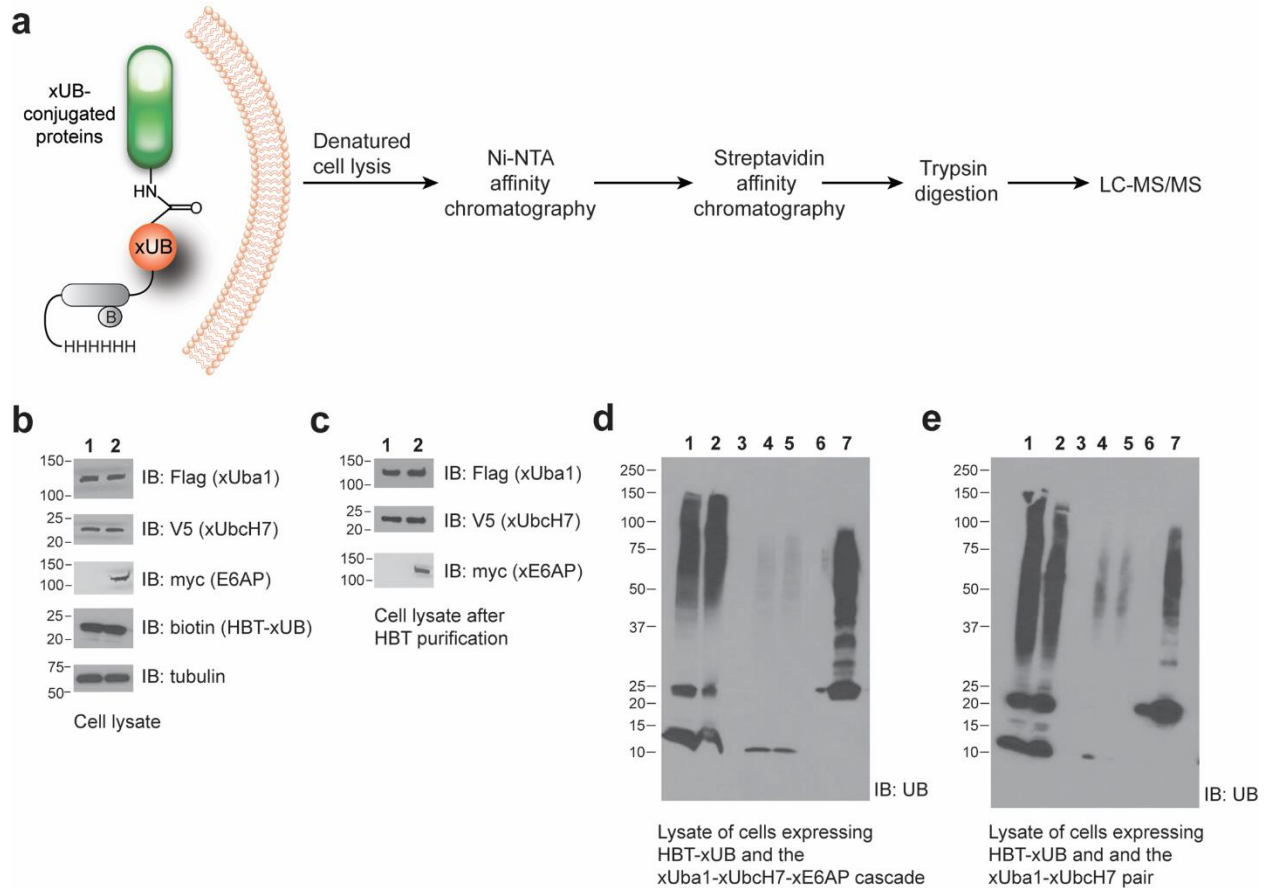 a
xUB-
conjugated
proteins
HN
O
xUB
B
HHHHHH
Denatured
cell lysis
Ni-NTA
affinity
chromatography
Streptavidin
affinity
chromatography
Trypsin
digestion
LC-MS/MS
b
1 2
150
100
IB: Flag (xUba1)
25
20
IB: V5 (xUbcH7)
150
100
IB: myc (E6AP)
25
20
IB: biotin (HBT-xUB)
75
50
IB: tubulin
Cell lysate
c
1 2
150
100
IB: Flag (xUba1)
25
20
IB: V5 (xUbcH7)
150
100
IB: myc (xE6AP)
Cell lysate after
HBT purification
d
1 2 3 4 5 6 7
250
150
100
75
50
37
25
20
15
10
IB: UB
Lysate of cells expressing
HBT-xUB and the
xUba1-xUbcH7-xE6AP cascade
e
1 2 3 4 5 6 7
250
150
100
75
50
37
25
20
15
10
IB: UB
Lysate of cells expressing
HBT-xUB and and the
xUba1-xUbcH7 pair